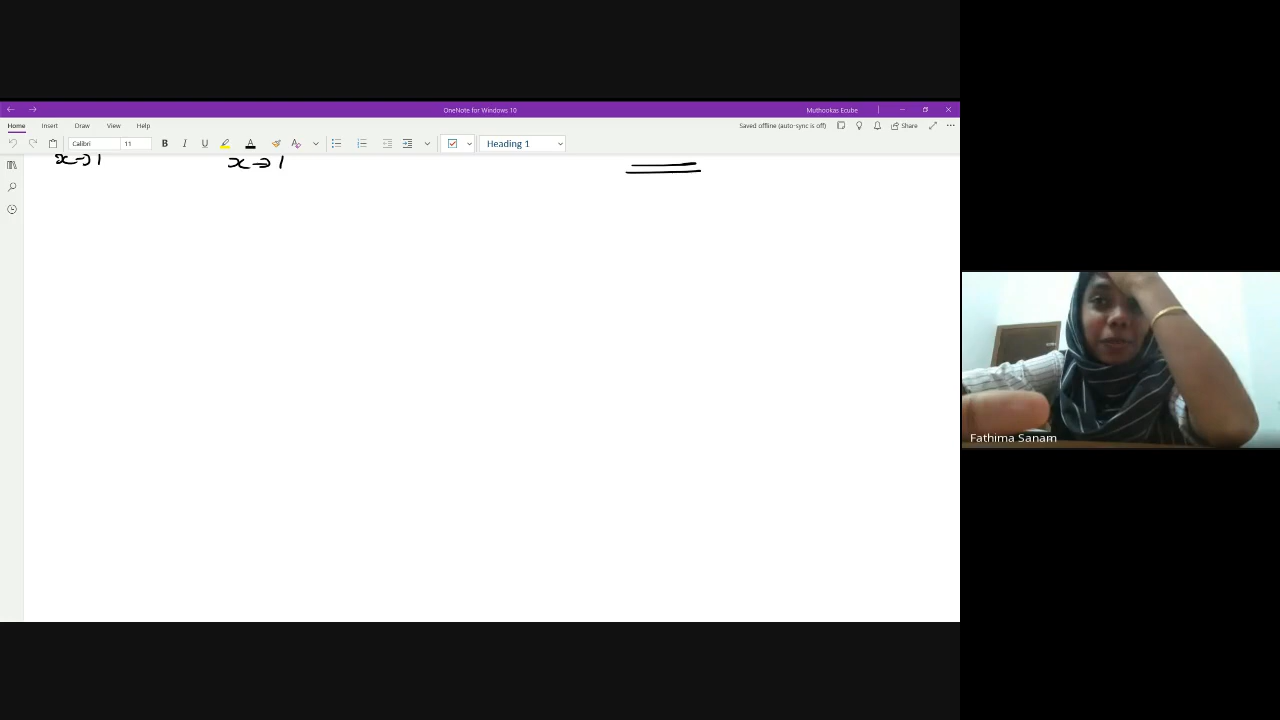 OneNote for Windows 10
Muthookas Ecube
Home Insert Draw View Help
Saved offline (auto-sync is off)
Share
Calibri 11 B I U A Heading 1
x→1 x→1
Fathima Sanam